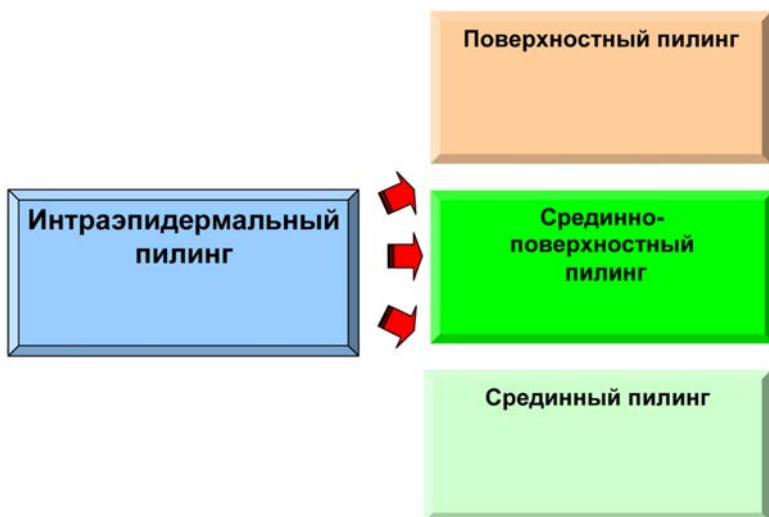 Поверхностный пилинг
Интраэпидермальный
пилинг
Срединно-
поверхностный
пилинг
Срединный пилинг